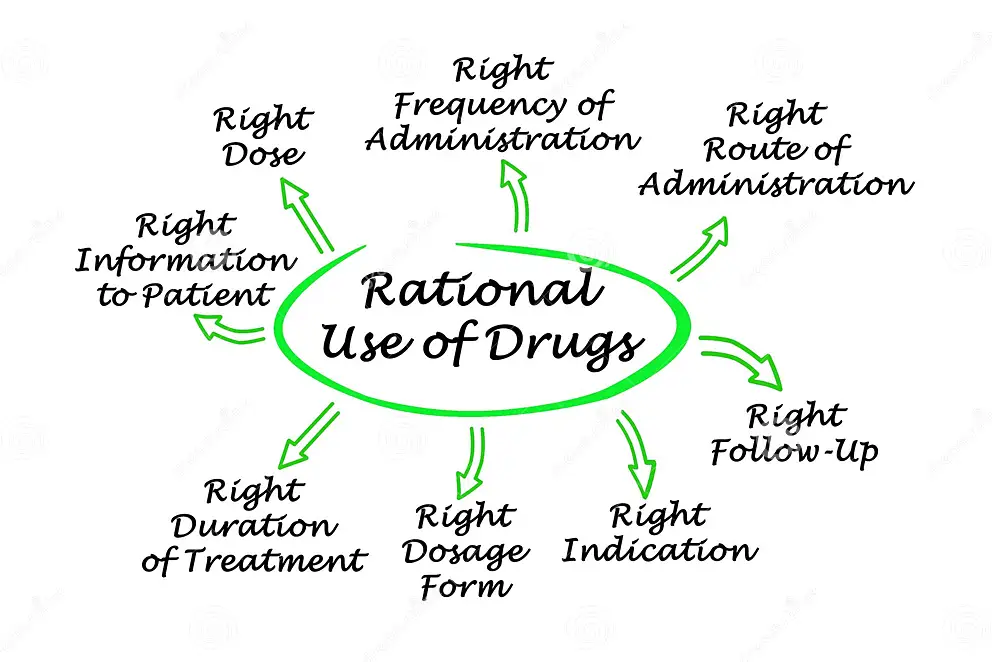 Rational
Use of Drugs
Right
Dose
Right
Frequency of
Administration
Right
Route of
Administration
Right
Follow-Up
Right
Indication
Right
Dosage
Form
Right
Duration
of Treatment
Right
Information
to Patient